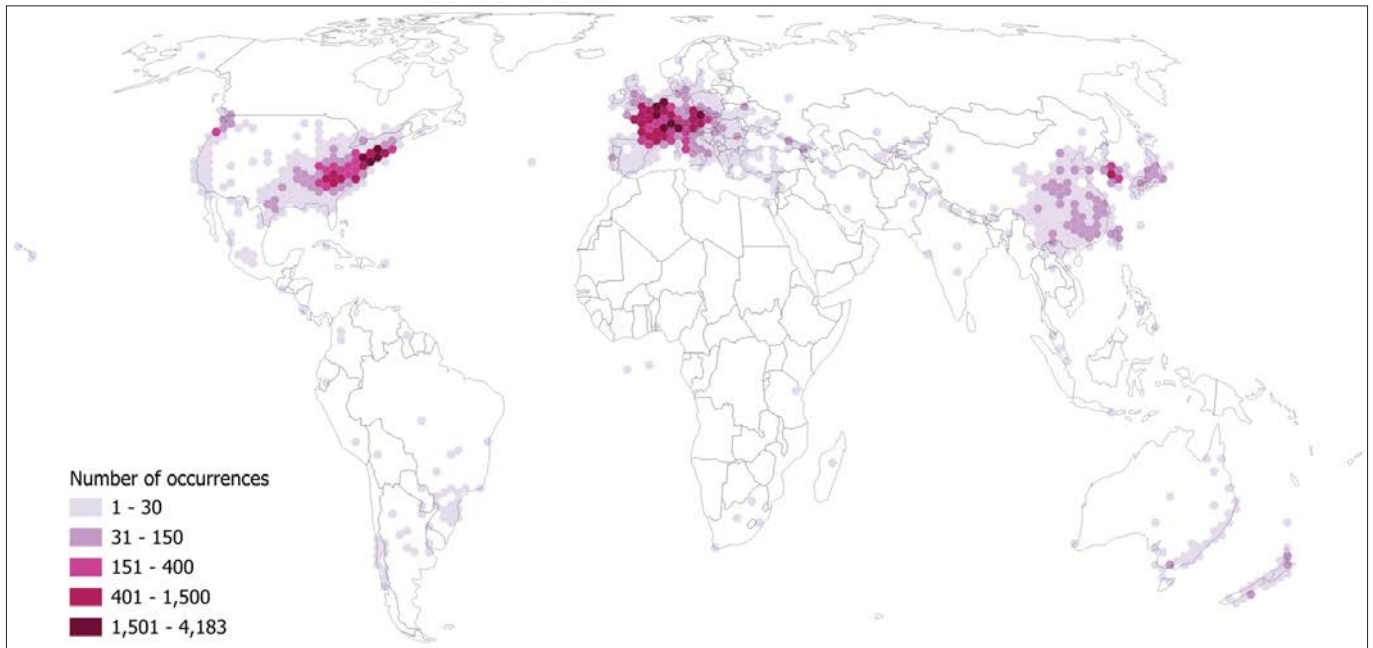 Number of occurrences
1 - 30
31 - 150
151 - 400
401 - 1,500
1,501 - 4,183